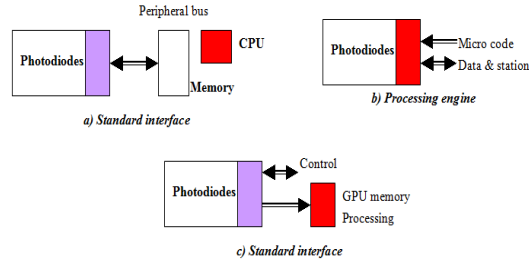 Peripheral bus
Photodiodes
CPU
Memory
a) Standard interface
Photodiodes
Micro code
Data & station
b) Processing engine
Photodiodes
Control
GPU memory
Processing
c) Standard interface